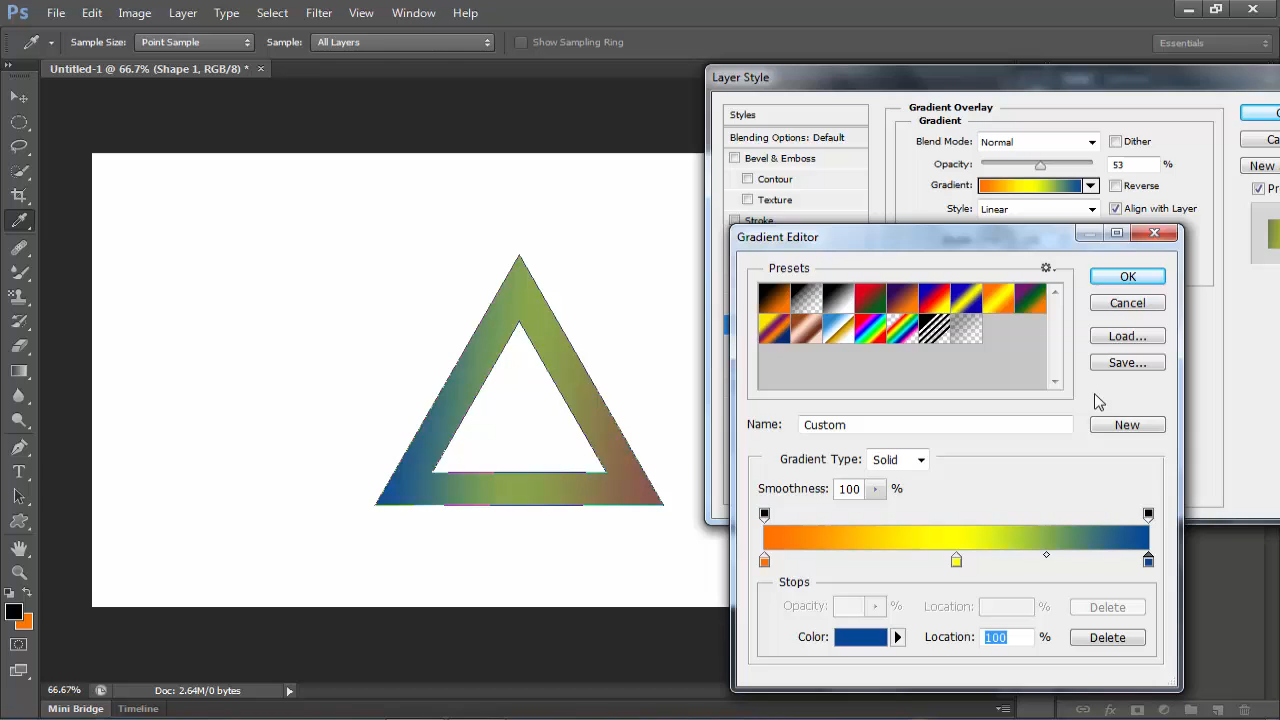 Ps File Edit Image Layer Type Select Filter View Window Help
Sample Size: Point Sample Sample: All Layers Show Sampling Ring Essentials
Untitled-1 @ 66.7% (Shape 1, RGB/8) * ×
Layer Style
Styles
Blending Options: Default
Bevel & Emboss
Contour
Texture
Stroke
Gradient Overlay
Gradient
Blend Mode: Normal Dither
Opacity: 53 %
Gradient: Reverse
Style: Linear Align with Layer
New
Gradient Editor
Presets
OK
Cancel
Load...
Save...
Name: Custom New
Gradient Type: Solid
Smoothness: 100 %
Stops
Opacity: % Location: % Delete
Color: Location: 100 % Delete
66.67% Doc: 2.64M/0 bytes
Mini Bridge Timeline